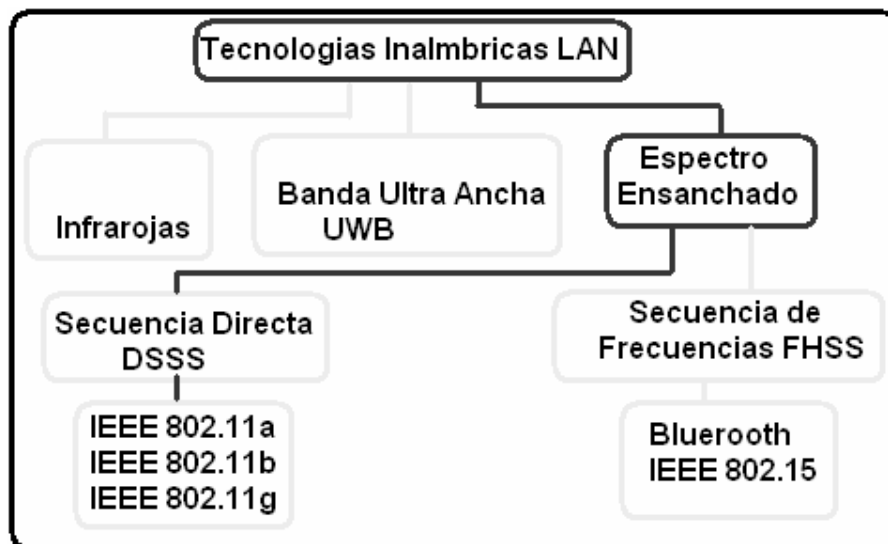 Tecnologias Inalmbricas LAN
Infrarojas
Banda Ultra Ancha
UWB
Espectro
Ensanchado
Secuencia Directa
DSSS
Secuencia de
Frecuencias FHSS
IEEE 802.11a
IEEE 802.11b
IEEE 802.11g
Bluerooth
IEEE 802.15